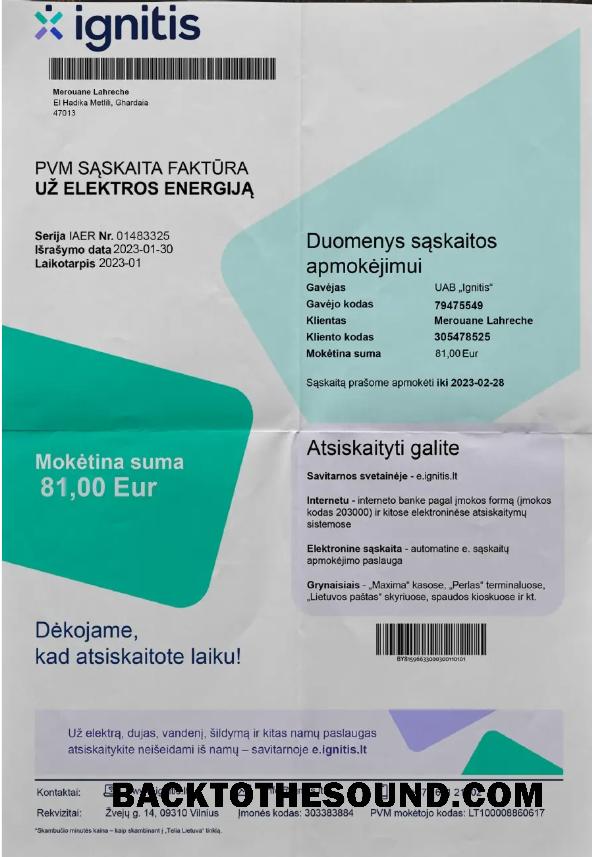 ignitis
Merouane Lahreche
El Hadika Metlili, Ghardaia
47013
PVM SĄSKAITA FAKTŪRA
UŽ ELEKTROS ENERGIJĄ
Serija IAER Nr. 01483325
Išrašymo data 2023-01-30
Laikotarpis 2023-01
Duomenys sąskaitos
apmokėjimui
Gavėjas UAB „Ignitis“
Gavėjo kodas 79475549
Klientas Merouane Lahreche
Kliento kodas 305478525
Mokėtina suma 81,00 Eur
Sąskaitą prašome apmokėti iki 2023-02-28
Mokėtina suma
81,00 Eur
Atsiskaityti galite
Savitarnos svetainėje - e.ignitis.lt
Internetu - interneto banke pagal įmokos formą (įmokos
kodas 203000) ir kitose elektroninėse atsiskaitymų
sistemose
Elektronine sąskaita - automatine e. sąskaitų
apmokėjimo paslauga
Grynaisiais - „Maxima“ kasose, „Perlas“ terminaluose,
„Lietuvos paštas“ skyriuose, spaudos kioskuose ir kt.
Dėkojame,
kad atsiskaitote laiku!
Už elektrą, dujas, vandenį, šildymą ir kitas namų paslaugas
atsiskaitykite neišeidami iš namų – savitarnoje e.ignitis.lt
Kontaktai:
BACKTOTHESOUND.COM
Rekvizitai: Žvejų g. 14, 09310 Vilnius Įmonės kodas: 303383884 PVM mokėtojo kodas: LT100008860617
*Skambučio minutės kaina – kaip skambinant į „Telia Lietuva“ tinklą.